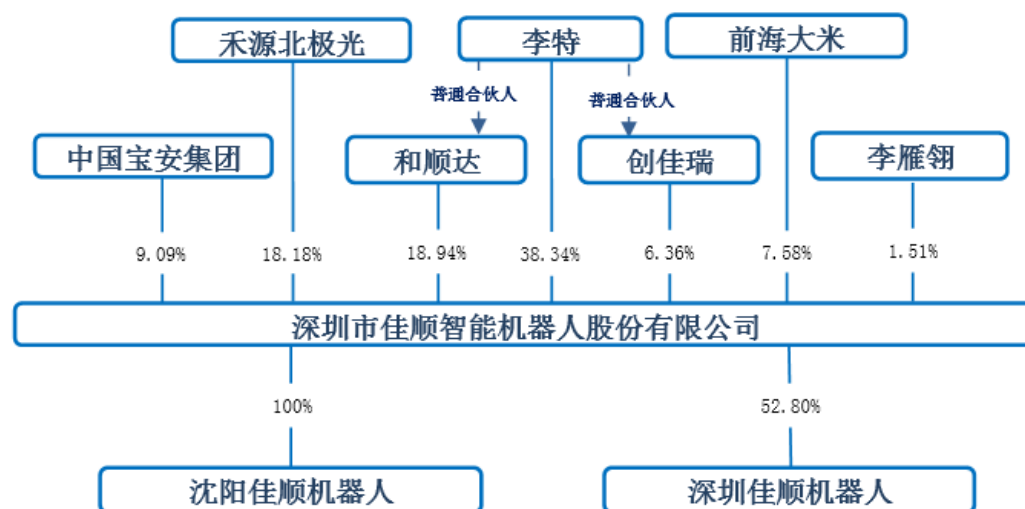 禾源北极光
李特
前海大米
普通合伙人
普通合伙人
中国宝安集团
和顺达
创佳瑞
李雁翎
9.09%
18.18%
18.94%
38.34%
6.36%
7.58%
1.51%
深圳市佳顺智能机器人股份有限公司
100%
52.80%
沈阳佳顺机器人
深圳佳顺机器人